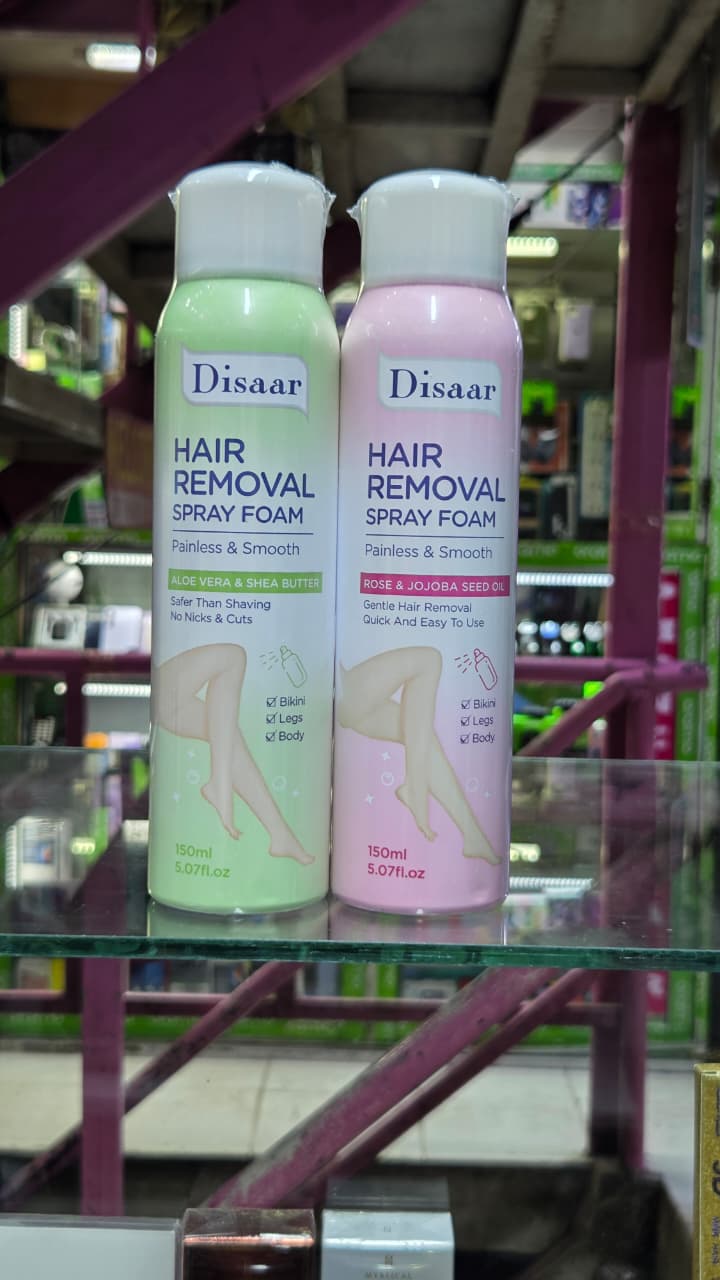 Disaar
HAIR
REMOVAL
SPRAY FOAM
Painless & Smooth
ALOE VERA & SHEA BUTTER
Safer Than Shaving
No Nicks & Cuts
Bikini
Legs
Body
150ml
5.07fl.oz
Disaar
HAIR
REMOVAL
SPRAY FOAM
Painless & Smooth
ROSE & JOJOBA SEED OIL
Gentle Hair Removal
Quick And Easy To Use
Bikini
Legs
Body
150ml
5.07fl.oz
MYSTICAL